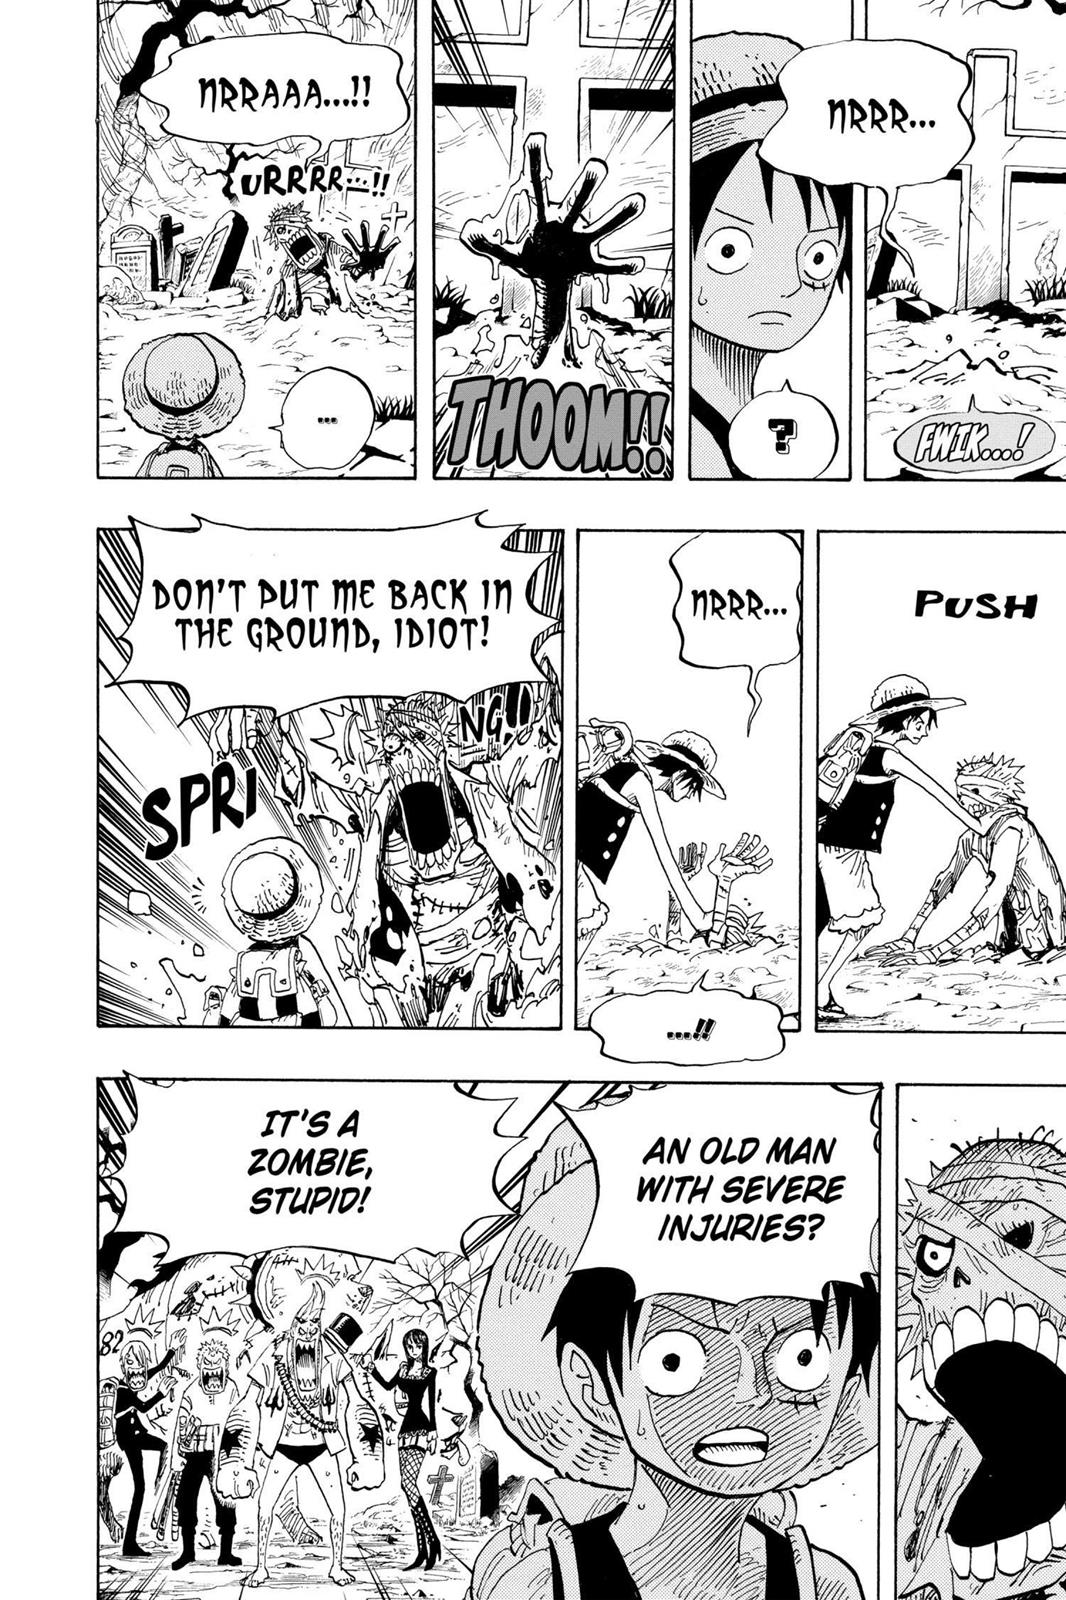 NRRR...
FWIK....!
?
THOOM!!
NRRAAA...!!
URRRR...!!
...
PUSH
NRRR...
...!!
DON'T PUT ME BACK IN
THE GROUND, IDIOT!
SPRI
NG!!
AN OLD MAN
WITH SEVERE
INJURIES?
IT'S A
ZOMBIE,
STUPID!
82